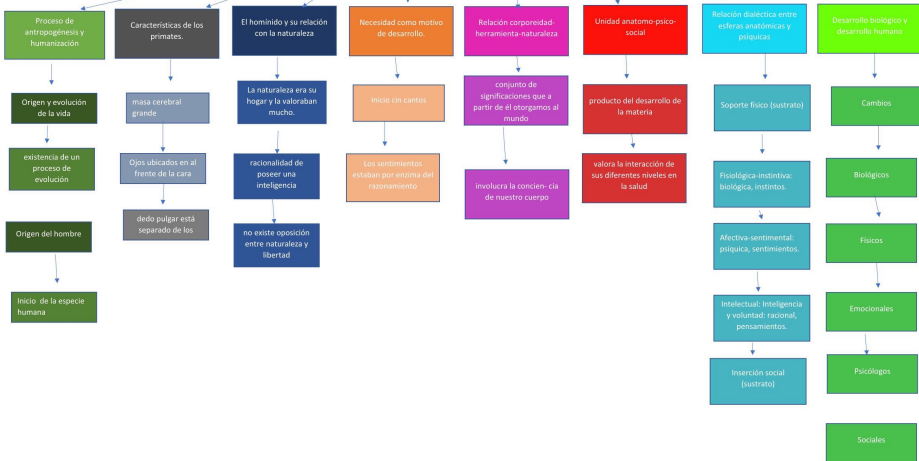 Proceso de
antropogénesis y
humanización
Origen y evolución
de la vida
existencia de un
proceso de
evolución
Origen del hombre
Inicio de la especie
humana
Características de los
primates.
masa cerebral
grande
Ojos ubicados en al
frente de la cara
dedo pulgar está
separado de los
El homínido y su relación
con la naturaleza
La naturaleza era su
hogar y la valoraban
mucho.
racionalidad de
poseer una
inteligencia
no existe oposición
entre naturaleza y
libertad
Necesidad como motivo
de desarrollo.
Inicio cin cantos
Los sentimientos
estaban por enzima del
razonamiento
Relación corporeidad-
herramienta-naturaleza
conjunto de
significaciones que a
partir de él otorgamos al
mundo
involucra la concien- cia
de nuestro cuerpo
Unidad anatomo-psico-
social
producto del desarrollo de
la materia
valora la interacción de
sus diferentes niveles en
la salud
Relación dialéctica entre
esferas anatómicas y
psíquicas
Soporte físico (sustrato)
Fisiológica-instintiva:
biológica, instintos.
Afectiva-sentimental:
psíquica, sentimientos.
Intelectual: Inteligencia
y voluntad: racional,
pensamientos.
Inserción social
(sustrato)
Desarrollo biológico y
desarrollo humano
Cambios
Biológicos
Físicos
Emocionales
Psicólogos
Sociales